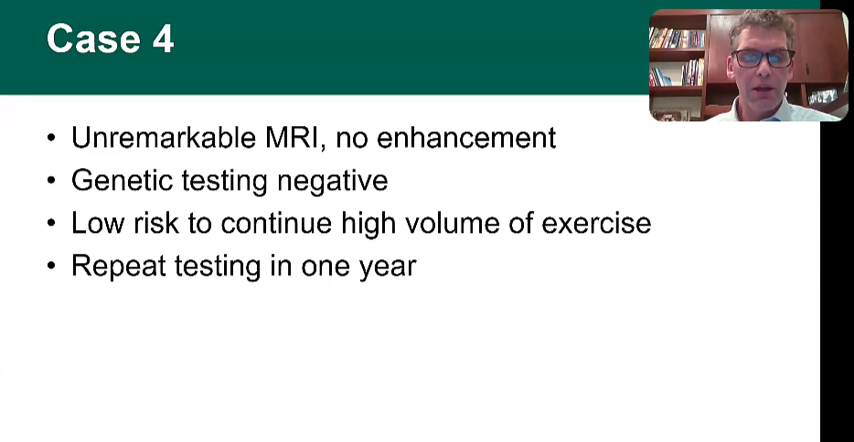 Case 4
• Unremarkable MRI, no enhancement
• Genetic testing negative
• Low risk to continue high volume of exercise
• Repeat testing in one year